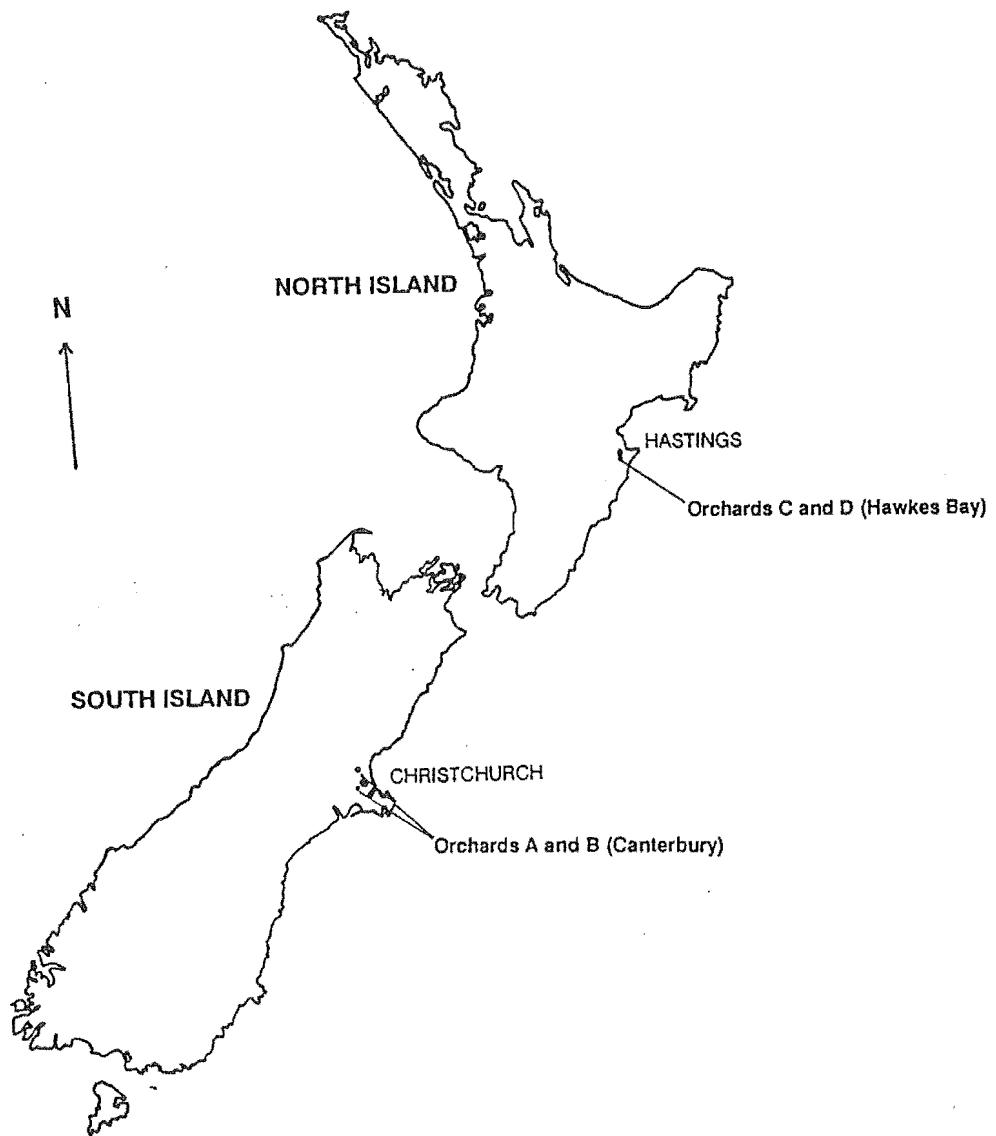 NORTH ISLAND
N
HASTINGS
Orchards C and D (Hawkes Bay)
SOUTH ISLAND
CHRISTCHURCH
Orchards A and B (Canterbury)